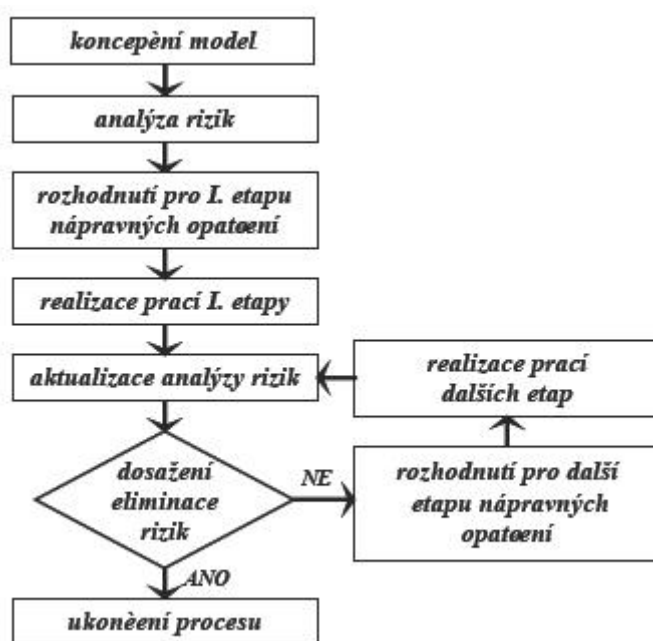 koncepèní model
analýza rizik
rozhodnutí pro I. etapu
nápravných opatøení
realizace prací I. etapy
aktualizace analýzy rizik
realizace prací
dalších etap
dosažení
eliminace
rizik
NE
rozhodnutí pro další
etapu nápravných
opatøení
ANO
ukonèení procesu